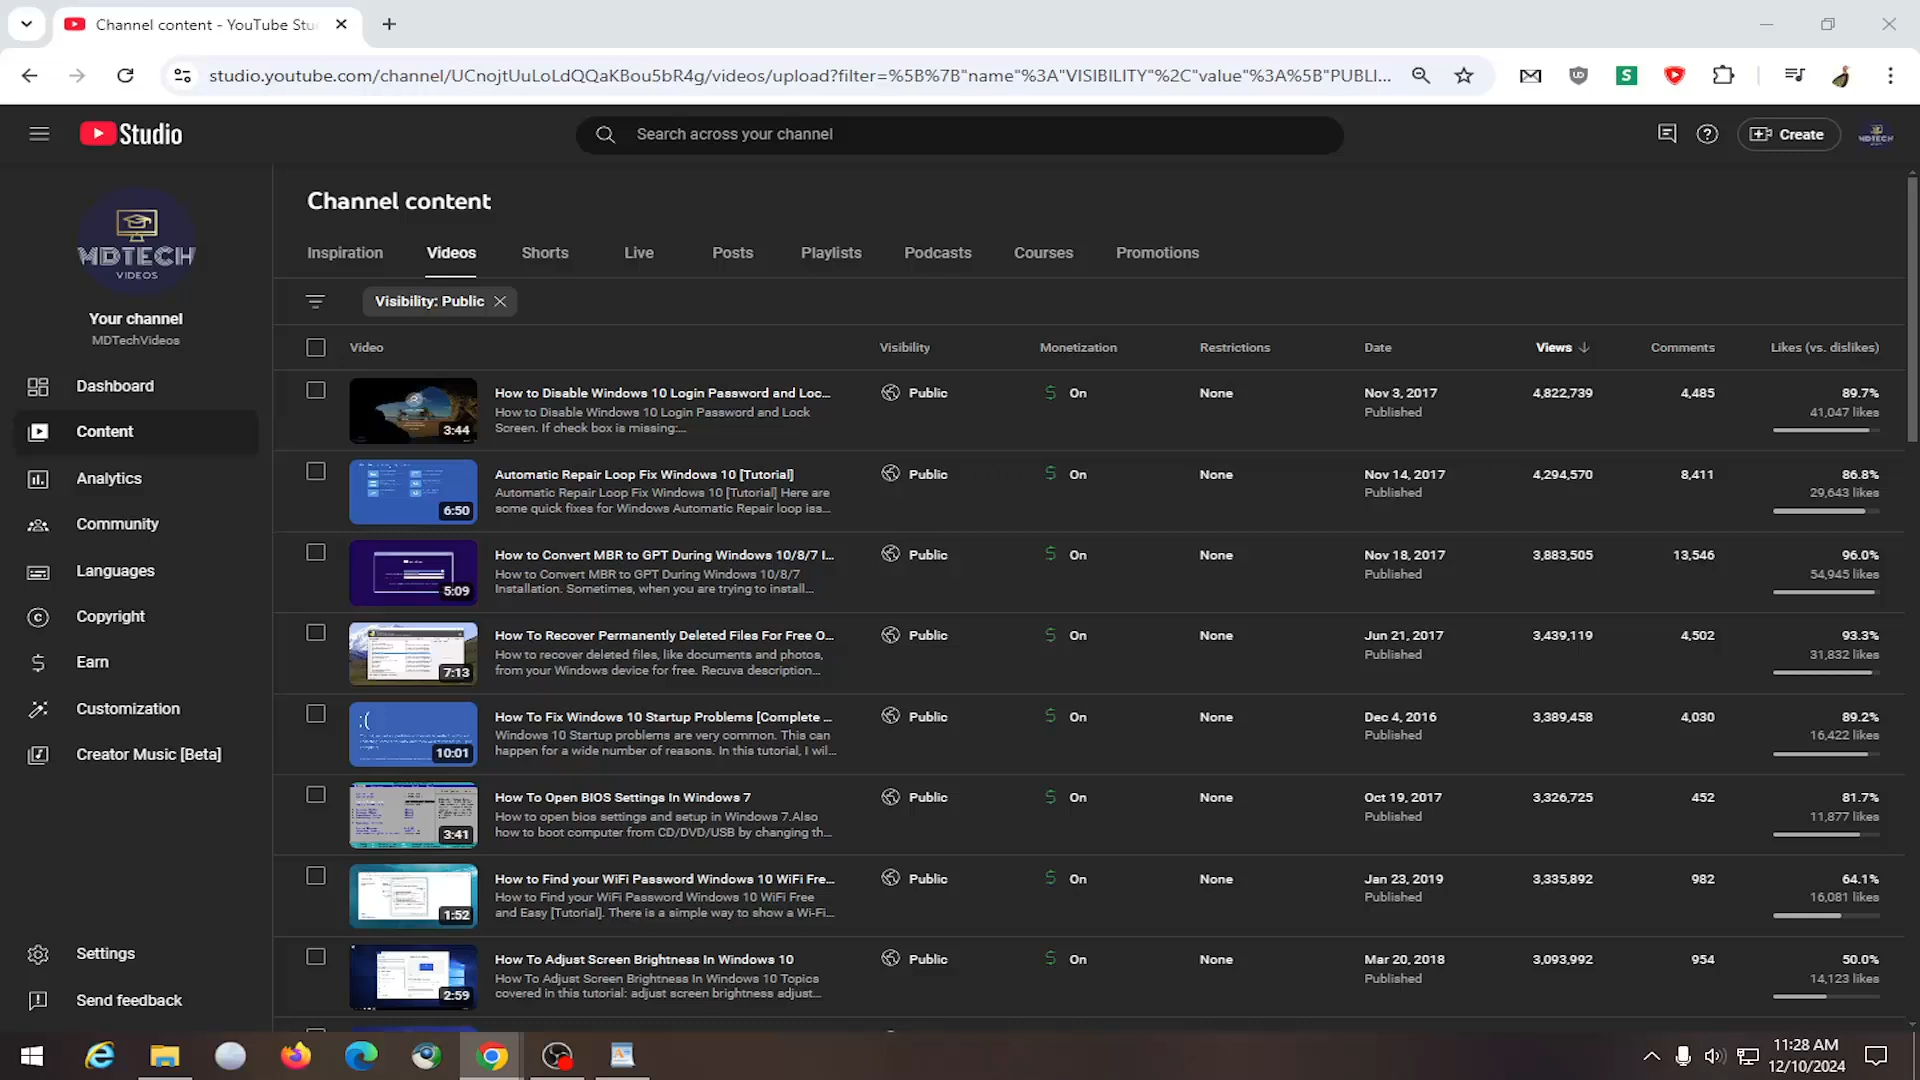 Channel content - YouTube Stu
studio.youtube.com/channel/UCnojtUuLoLdQQaKBou5bR4g/videos/upload?filter=%5B%7B"name"%3A"VISIBILITY"%2C"value"%3A%5B"PUBLI...
Studio
Search across your channel
Create
MDTECH
VIDEOS
Your channel
MDTechVideos
Dashboard
Content
Analytics
Community
Languages
Copyright
Earn
Customization
Creator Music [Beta]
Settings
Send feedback
Channel content
Inspiration Videos Shorts Live Posts Playlists Podcasts Courses Promotions
Visibility: Public
Video Visibility Monetization Restrictions Date Views Comments Likes (vs. dislikes)
How to Disable Windows 10 Login Password and Loc... Public On None Nov 3, 2017 4,822,739 4,485 89.7%
How to Disable Windows 10 Login Password and Lock Published 41,047 likes
Screen. If check box is missing:...
3:44
Automatic Repair Loop Fix Windows 10 [Tutorial] Public On None Nov 14, 2017 4,294,570 8,411 86.8%
Automatic Repair Loop Fix Windows 10 [Tutorial] Here are Published 29,643 likes
some quick fixes for Windows Automatic Repair loop iss...
6:50
How to Convert MBR to GPT During Windows 10/8/7 I... Public On None Nov 18, 2017 3,883,505 13,546 96.0%
How to Convert MBR to GPT During Windows 10/8/7 Published 54,945 likes
Installation. Sometimes, when you are trying to install...
5:09
How To Recover Permanently Deleted Files For Free O... Public On None Jun 21, 2017 3,439,119 4,502 93.3%
How to recover deleted files, like documents and photos, Published 31,832 likes
from your Windows device for free. Recuva description...
7:13
How To Fix Windows 10 Startup Problems [Complete ... Public On None Dec 4, 2016 3,389,458 4,030 89.2%
Windows 10 Startup problems are very common. This can Published 16,422 likes
happen for a wide number of reasons. In this tutorial, I wil...
10:01
How To Open BIOS Settings In Windows 7 Public On None Oct 19, 2017 3,326,725 452 81.7%
How to open bios settings and setup in Windows 7.Also Published 11,877 likes
how to boot computer from CD/DVD/USB by changing th...
3:41
How to Find your WiFi Password Windows 10 WiFi Fre... Public On None Jan 23, 2019 3,335,892 982 64.1%
How to Find your WiFi Password Windows 10 WiFi Free Published 16,081 likes
and Easy [Tutorial]. There is a simple way to show a Wi-Fi...
1:52
How To Adjust Screen Brightness In Windows 10 Public On None Mar 20, 2018 3,093,992 954 50.0%
How To Adjust Screen Brightness In Windows 10 Topics Published 14,123 likes
covered in this tutorial: adjust screen brightness adjust...
2:59
11:28 AM
12/10/2024